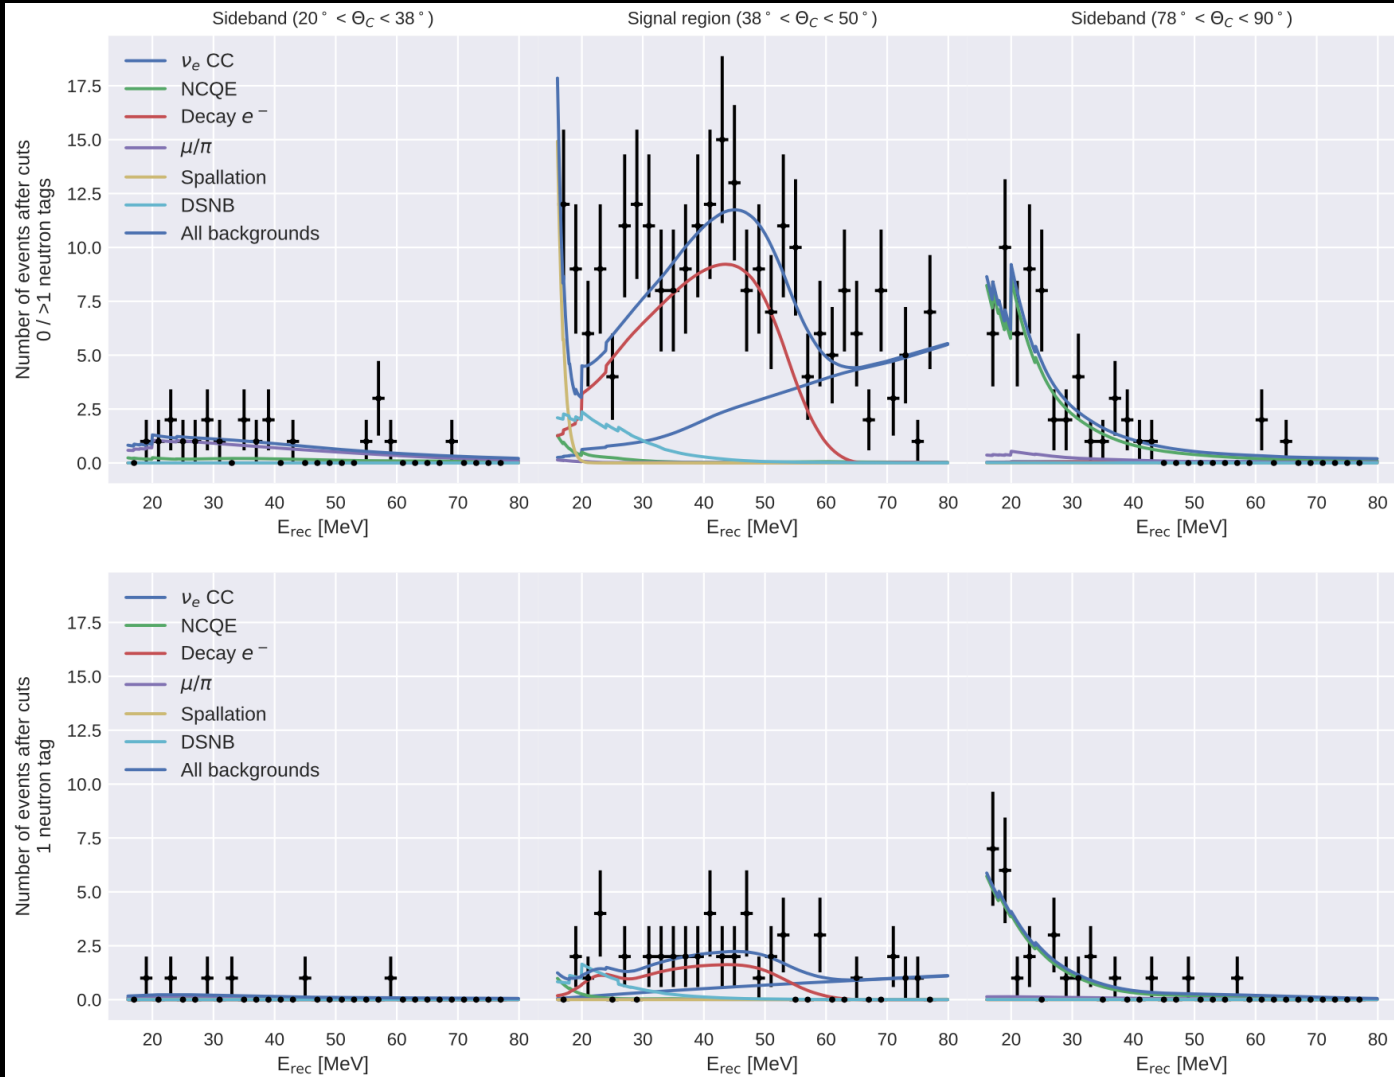 Sideband (20° < Θ_C < 38°)
Signal region (38° < Θ_C < 50°)
Sideband (78° < Θ_C < 90°)
Number of events after cuts
0 / >1 neutron tags
17.5
15.0
12.5
10.0
7.5
5.0
2.5
0.0
ν_e CC
NCQE
Decay e⁻
μ/π
Spallation
DSNB
All backgrounds
20 30 40 50 60 70 80
20 30 40 50 60 70 80
20 30 40 50 60 70 80
E_rec [MeV]
E_rec [MeV]
E_rec [MeV]
Number of events after cuts
1 neutron tag
17.5
15.0
12.5
10.0
7.5
5.0
2.5
0.0
ν_e CC
NCQE
Decay e⁻
μ/π
Spallation
DSNB
All backgrounds
20 30 40 50 60 70 80
20 30 40 50 60 70 80
20 30 40 50 60 70 80
E_rec [MeV]
E_rec [MeV]
E_rec [MeV]